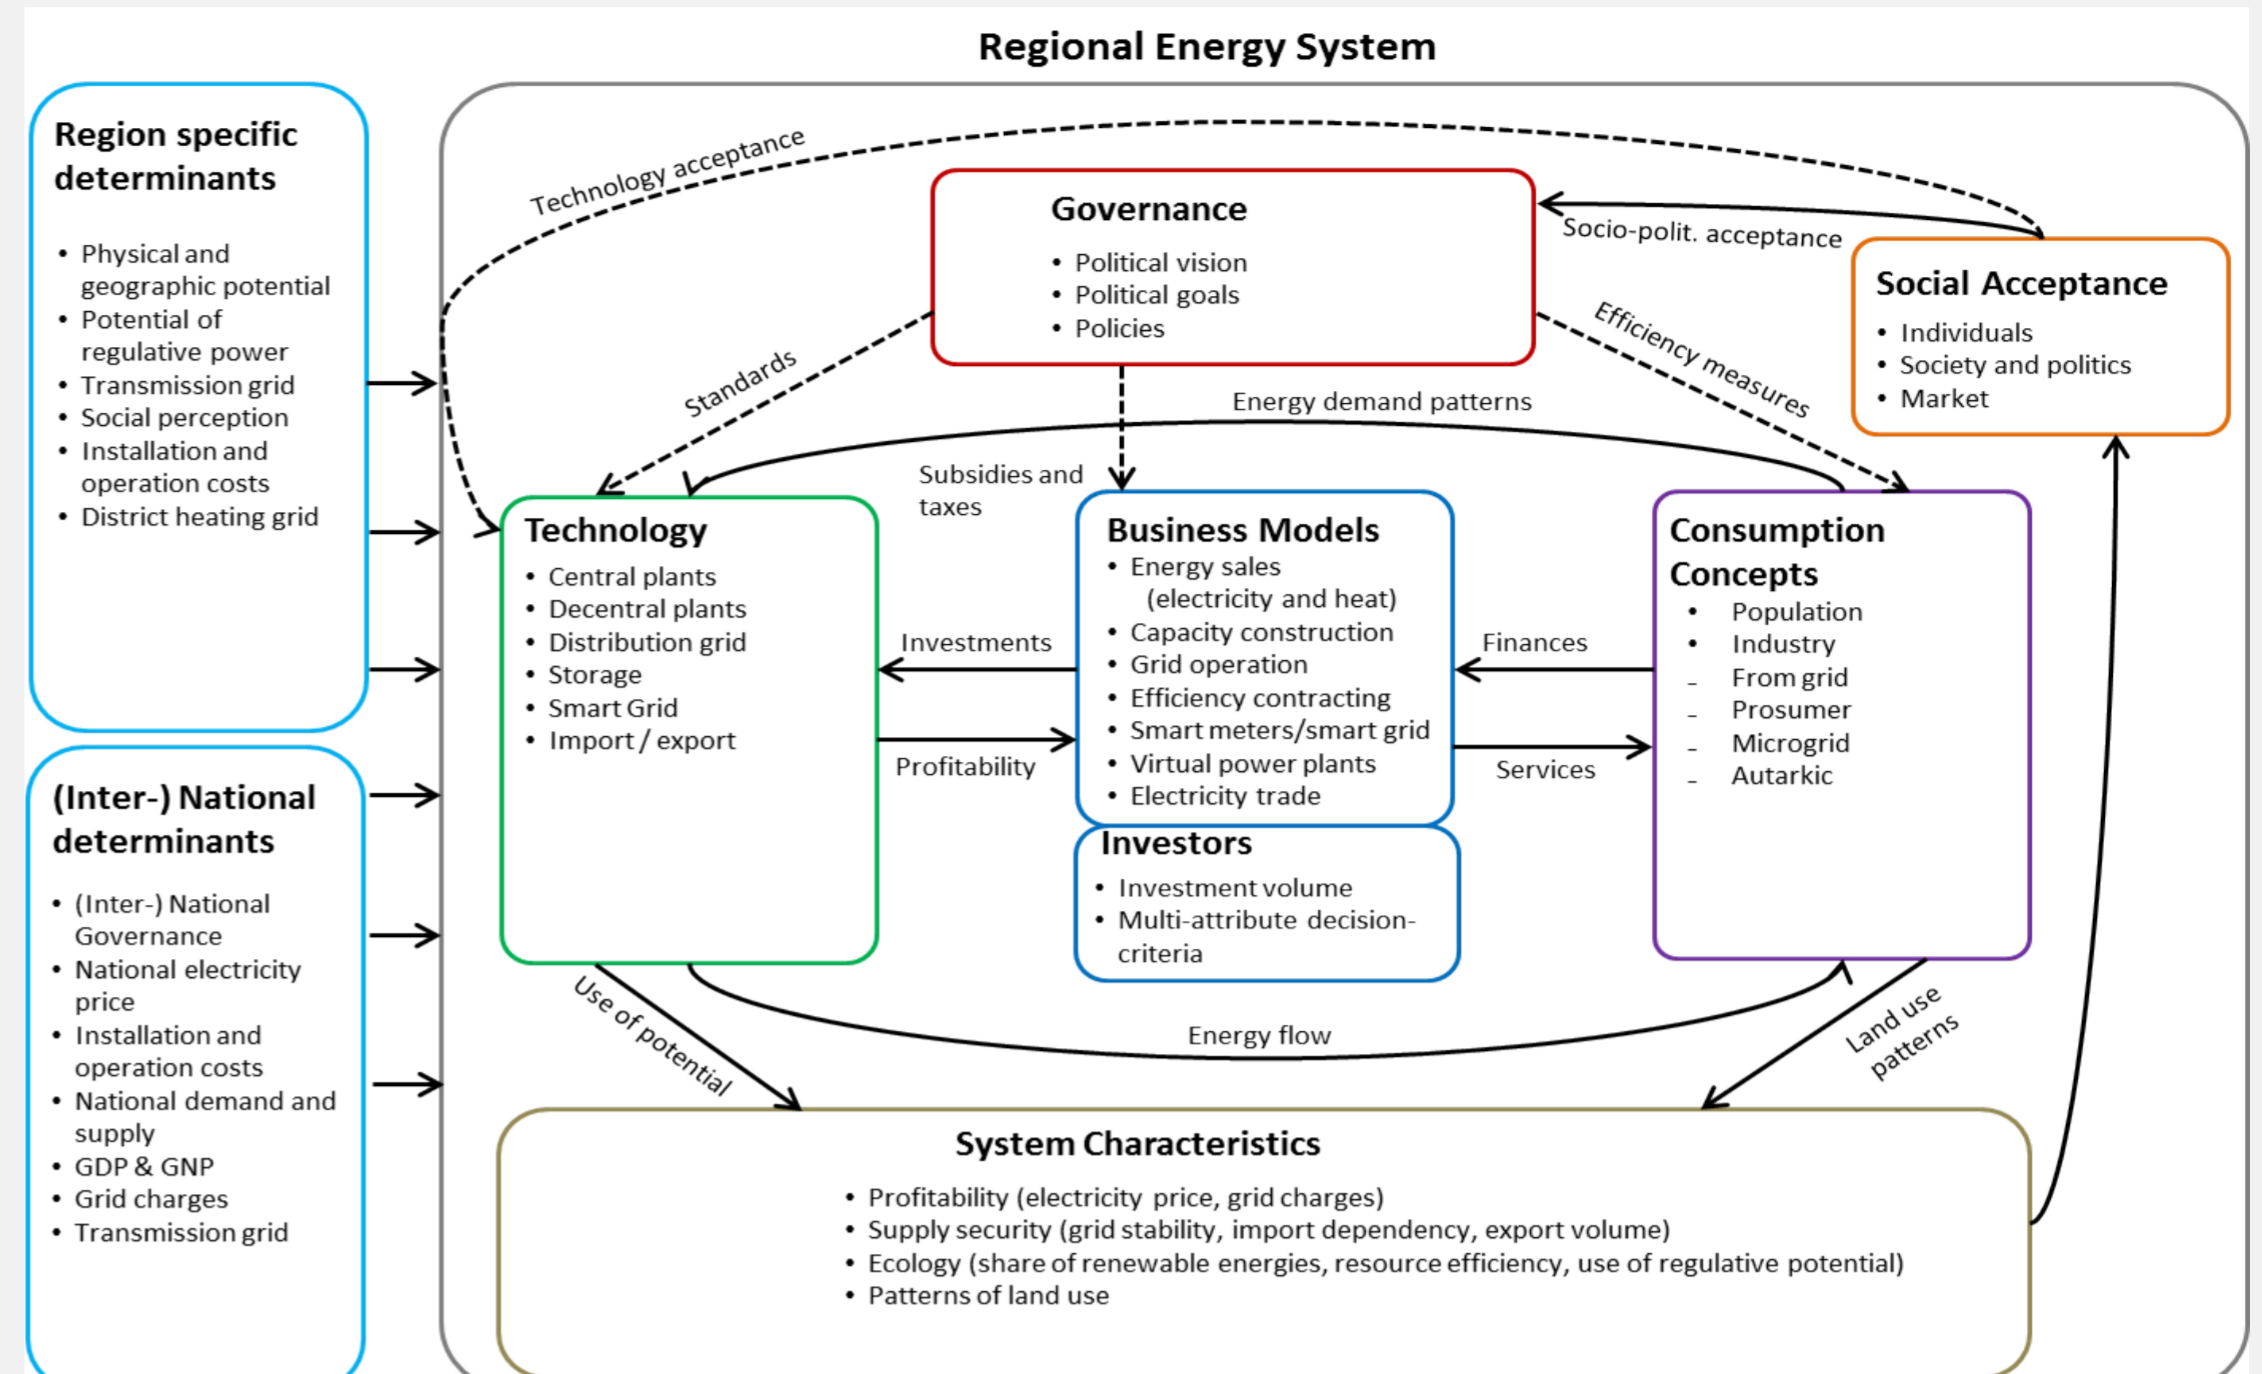 Regional Energy System
Region specific
determinants
• Physical and
geographic potential
• Potential of
regulative power
• Transmission grid
• Social perception
• Installation and
operation costs
• District heating grid
(Inter-) National
determinants
• (Inter-) National
Governance
• National electricity
price
• Installation and
operation costs
• National demand and
supply
• GDP & GNP
• Grid charges
• Transmission grid
Technology acceptance
Governance
• Political vision
• Political goals
• Policies
Socio-polit. acceptance
Social Acceptance
• Individuals
• Society and politics
• Market
Standards
Efficiency measures
Energy demand patterns
Subsidies and
taxes
Technology
• Central plants
• Decentral plants
• Distribution grid
• Storage
• Smart Grid
• Import / export
Investments
Profitability
Business Models
• Energy sales
(electricity and heat)
• Capacity construction
• Grid operation
• Efficiency contracting
• Smart meters/smart grid
• Virtual power plants
• Electricity trade
Investors
• Investment volume
• Multi-attribute decision-
criteria
Finances
Services
Consumption
Concepts
• Population
• Industry
- From grid
- Prosumer
- Microgrid
- Autarkic
Use of potential
Energy flow
Land use
patterns
System Characteristics
• Profitability (electricity price, grid charges)
• Supply security (grid stability, import dependency, export volume)
• Ecology (share of renewable energies, resource efficiency, use of regulative potential)
• Patterns of land use